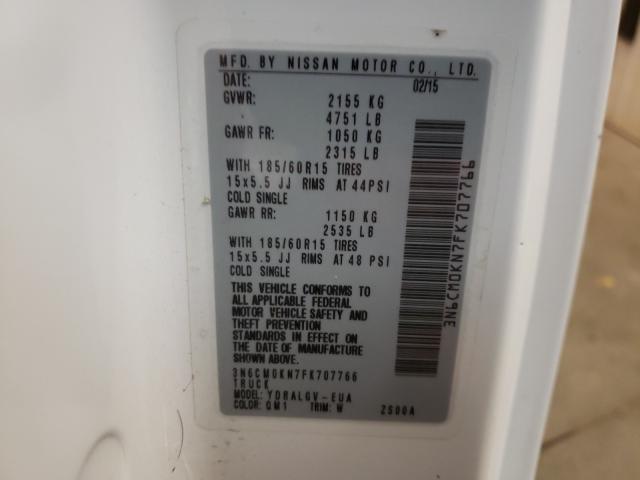 MFD. BY NISSAN MOTOR CO., LTD.
DATE: 02/15
GVWR: 2155 KG
4751 LB
GAWR FR: 1050 KG
2315 LB
WITH 185/60R15 TIRES
15x5.5 JJ RIMS AT 44PSI
COLD SINGLE
GAWR RR: 1150 KG
2535 LB
WITH 185/60R15 TIRES
15x5.5 JJ RIMS AT 48 PSI
COLD SINGLE
THIS VEHICLE CONFORMS TO
ALL APPLICABLE FEDERAL
MOTOR VEHICLE SAFETY AND
THEFT PREVENTION
STANDARDS IN EFFECT ON
THE DATE OF MANUFACTURE
SHOWN ABOVE.
3N6CM0KN7FK707766
TRUCK
MODEL: YDRALGV-EUA
COLOR: QM1 TRIM: W ZS00A
3N6CM0KN7FK707766